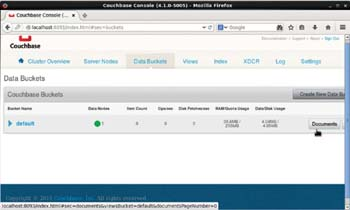 Couchbase Console (4.1.0-5005) - Mozilla Firefox
Couchbase Console (...
localhost:8091/index.html#sec=buckets
Couchbase
Documentation • Support • About • Sign Out
Cluster Overview Server Nodes Data Buckets Views Index XDCR Log Settings
Data Buckets
Couchbase Buckets
Create New Data Bu
Bucket Name Data Nodes Item Count Ops/sec Disk Fetches/sec RAM/Quota Usage Data/Disk Usage
default 1 0 0 0
Documents
Copyright © 2015 Couchbase, Inc. All rights reserved.
localhost:8091/index.html#sec=documents&viewsBucket=default&documentsPageNumber=0